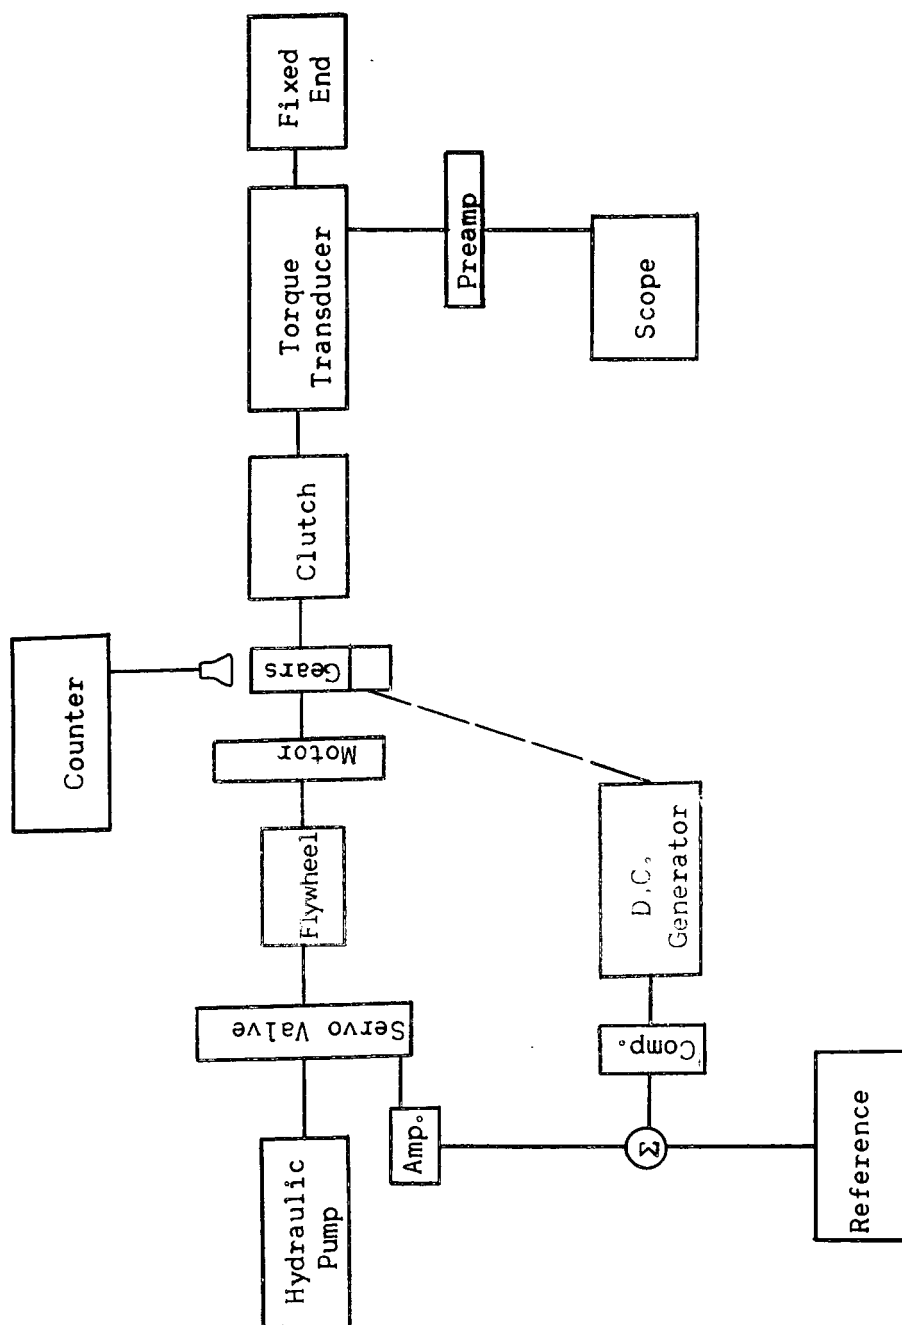 Fixed
End
Torque
Transducer
Preamp
Scope
Clutch
Counter
Gears
Motor
Flywheel
D.C.
Generator
Servo Valve
Comp.
Amp.
Σ
Hydraulic
Pump
Reference